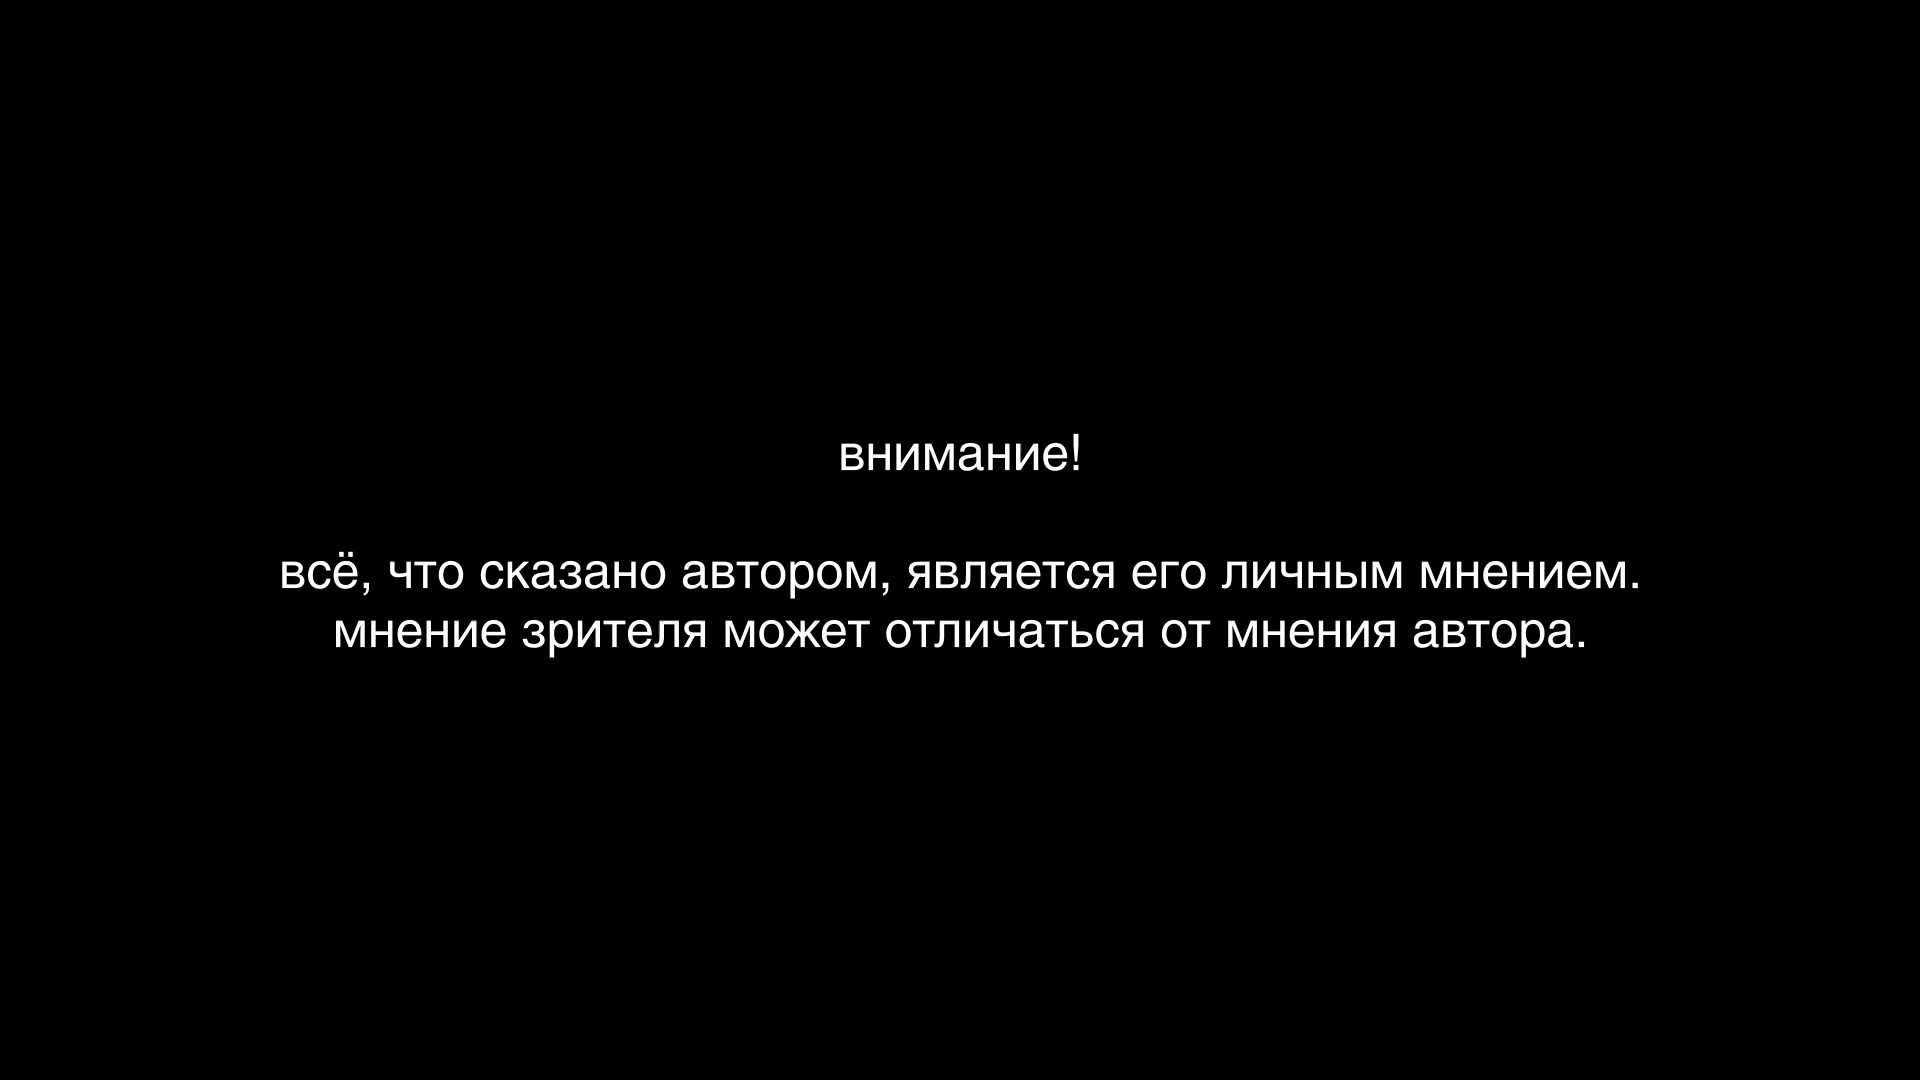 внимание!
всё, что сказано автором, является его личным мнением.
мнение зрителя может отличаться от мнения автора.